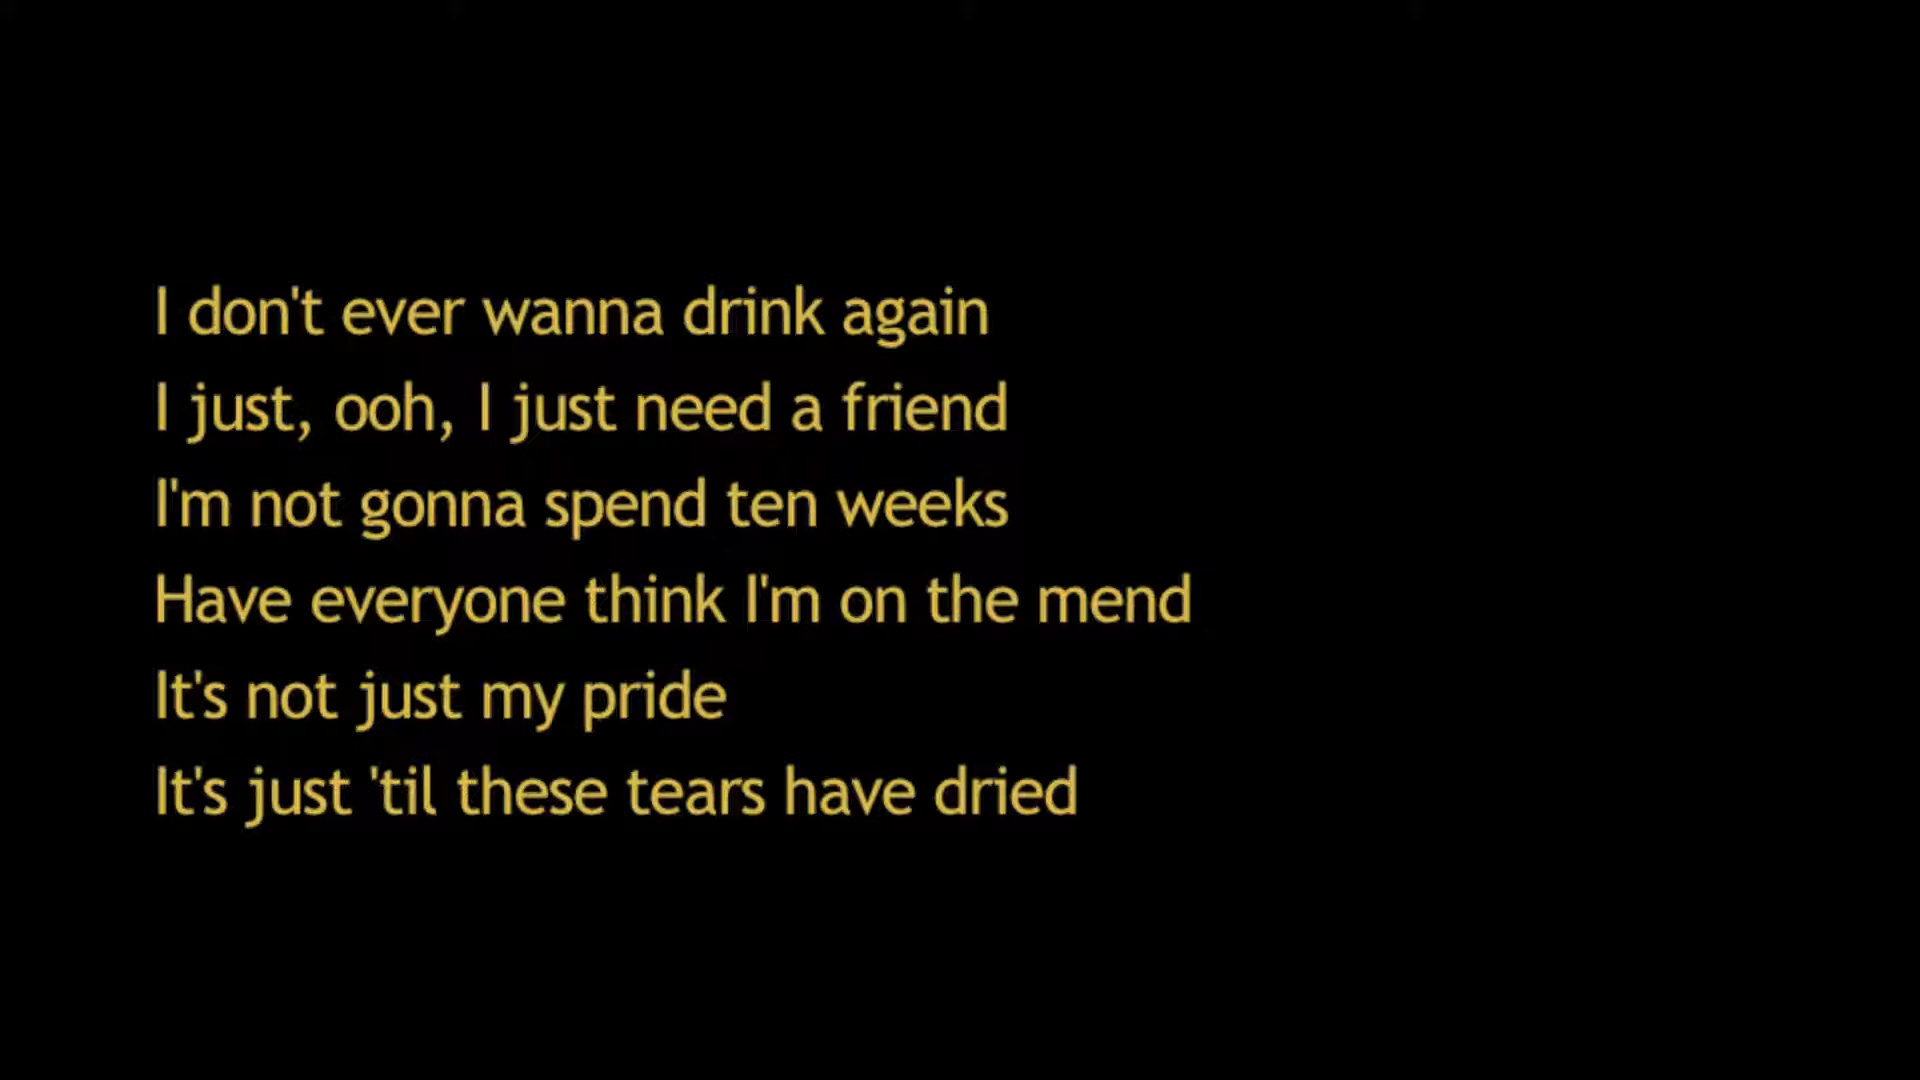 I don't ever wanna drink again
I just, ooh, I just need a friend
I'm not gonna spend ten weeks
Have everyone think I'm on the mend
It's not just my pride
It's just 'til these tears have dried